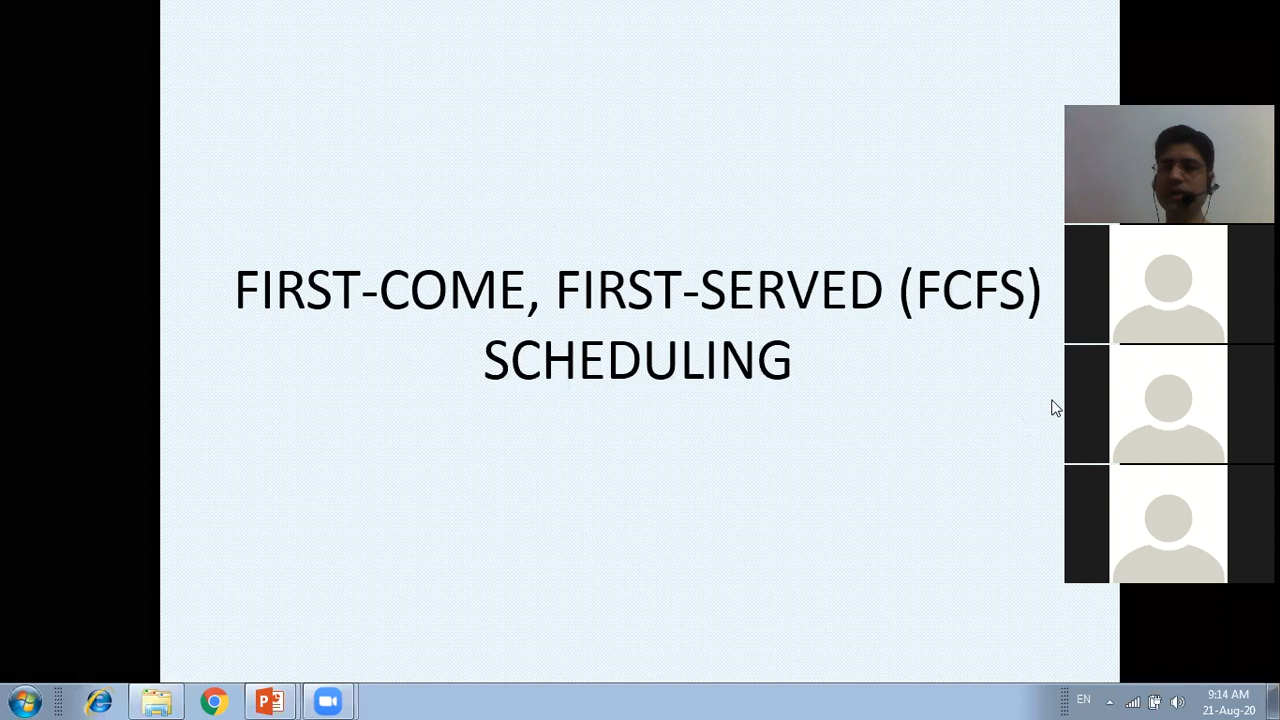 FIRST-COME, FIRST-SERVED (FCFS)
SCHEDULING
EN
9:14 AM
21-Aug-20